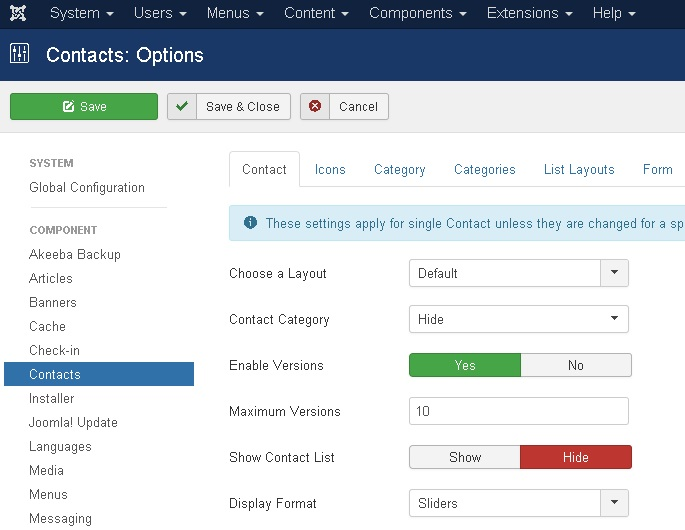 System Users Menus Content Components Extensions Help
Contacts: Options
Save Save & Close Cancel
SYSTEM
Global Configuration
COMPONENT
Akeeba Backup
Articles
Banners
Cache
Check-in
Contacts
Installer
Joomla! Update
Languages
Media
Menus
Messaging
Contact Icons Category Categories List Layouts Form
These settings apply for single Contact unless they are changed for a sp
Choose a Layout Default
Contact Category Hide
Enable Versions Yes No
Maximum Versions 10
Show Contact List Show Hide
Display Format Sliders